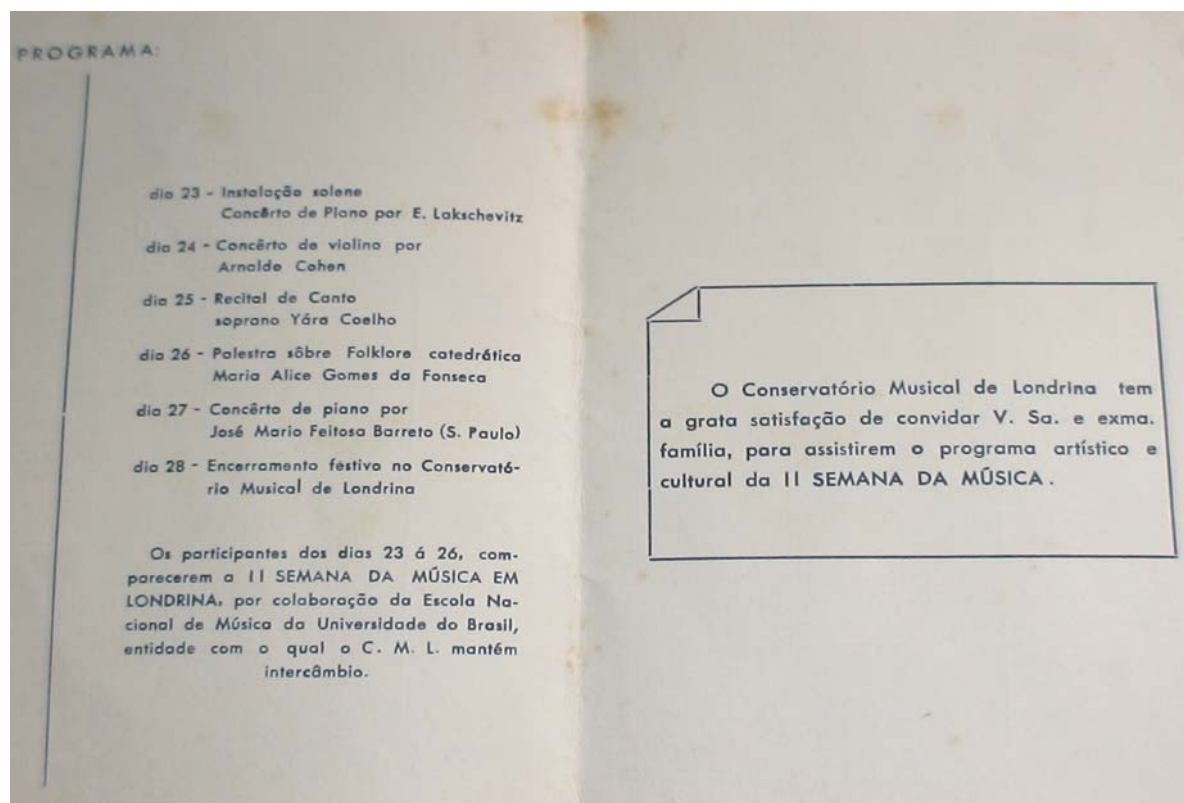 PROGRAMA:
dia 23 - Instalação solene
Concêrto de Piano por E. Lakschevitz
dia 24 - Concêrto de violino por
Arnaldo Cohen
dia 25 - Recital de Canto
soprano Yára Coelho
dia 26 - Palestra sôbre Folklore catedrática
Maria Alice Gomes da Fonseca
dia 27 - Concêrto de piano por
José Mario Feitosa Barreto (S. Paulo)
dia 28 - Encerramento festivo no Conservató-
rio Musical de Londrina
Os participantes dos dias 23 á 26, com-
parecerem a II SEMANA DA MÚSICA EM
LONDRINA, por colaboração da Escola Na-
cional de Música da Universidade do Brasil,
entidade com o qual o C. M. L. mantém
intercâmbio.
O Conservatório Musical de Londrina tem
a grata satisfação de convidar V. Sa. e exma.
família, para assistirem o programa artístico e
cultural da II SEMANA DA MÚSICA.